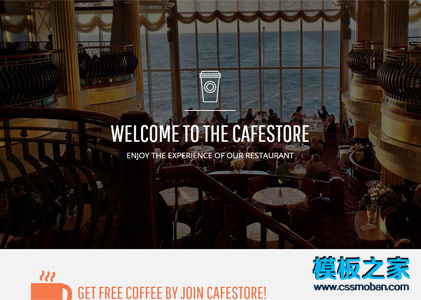 WELCOME TO THE CAFESTORE
ENJOY THE EXPERIENCE OF OUR RESTAURANT
模板之家
www.cssmoban.com
GET FREE COFFEE BY JOIN CAFESTORE!